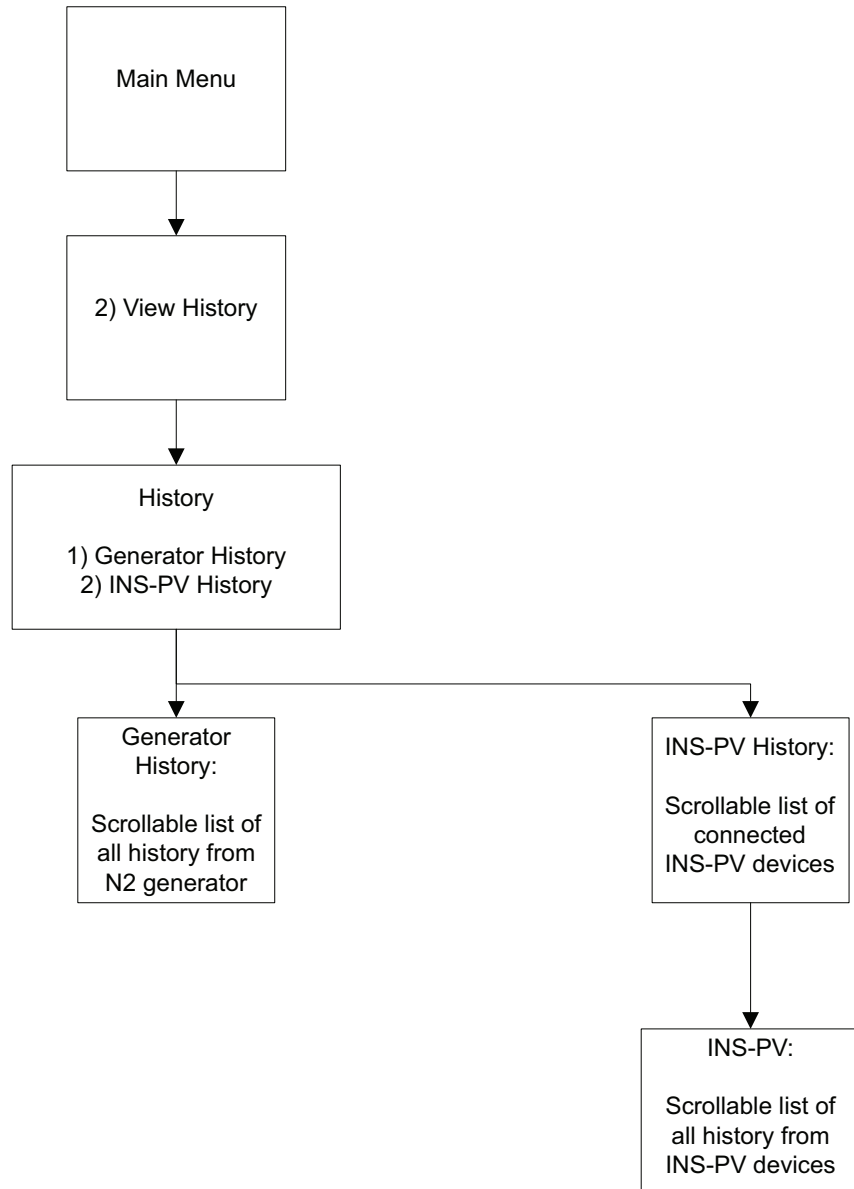 Main Menu
2) View History
History
1) Generator History
2) INS-PV History
Generator
History:
Scrollable list of
all history from
N2 generator
INS-PV History:
Scrollable list of
connected
INS-PV devices
INS-PV:
Scrollable list of
all history from
INS-PV devices